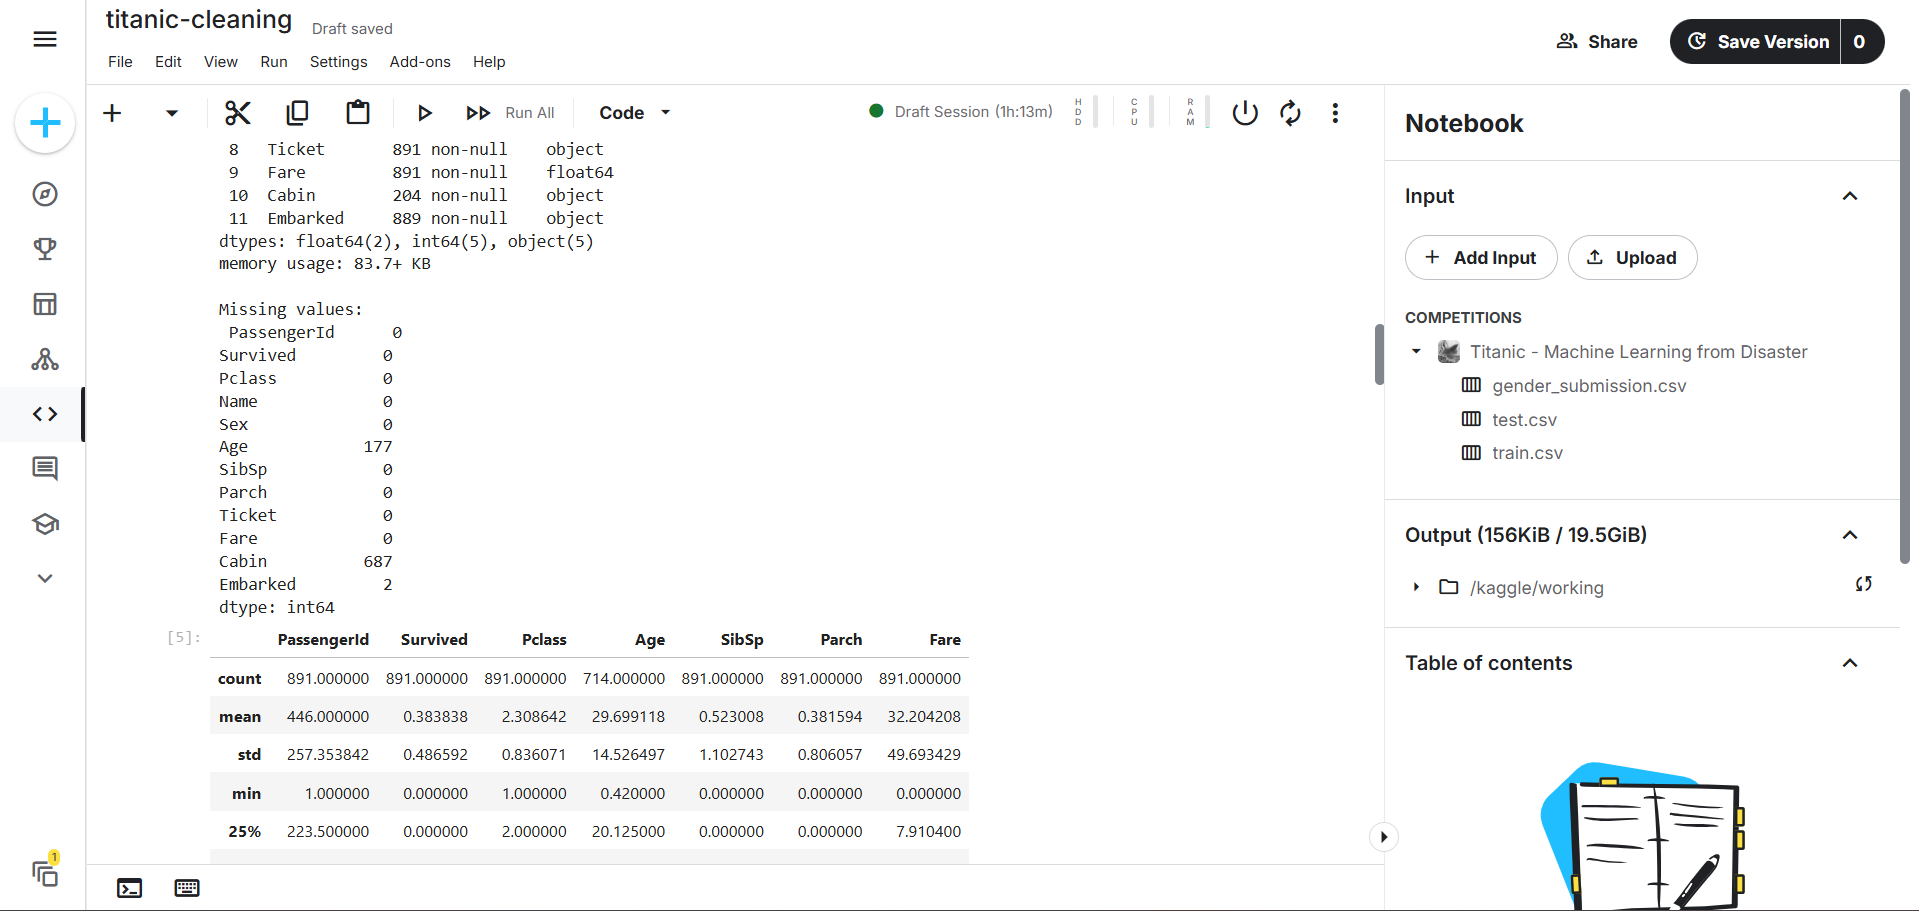 titanic-cleaning Draft saved
File Edit View Run Settings Add-ons Help
Share
Save Version 0
Run All Code
Draft Session (1h:13m) HDD CPU RAM
8 Ticket 891 non-null object
9 Fare 891 non-null float64
10 Cabin 204 non-null object
11 Embarked 889 non-null object
dtypes: float64(2), int64(5), object(5)
memory usage: 83.7+ KB
Missing values:
PassengerId 0
Survived 0
Pclass 0
Name 0
Sex 0
Age 177
SibSp 0
Parch 0
Ticket 0
Fare 0
Cabin 687
Embarked 2
dtype: int64
[5]:
PassengerId Survived Pclass Age SibSp Parch Fare
count 891.000000 891.000000 891.000000 714.000000 891.000000 891.000000 891.000000
mean 446.000000 0.383838 2.308642 29.699118 0.523008 0.381594 32.204208
std 257.353842 0.486592 0.836071 14.526497 1.102743 0.806057 49.693429
min 1.000000 0.000000 1.000000 0.420000 0.000000 0.000000 0.000000
25% 223.500000 0.000000 2.000000 20.125000 0.000000 0.000000 7.910400
1
Notebook
Input
Add Input Upload
COMPETITIONS
Titanic - Machine Learning from Disaster
gender_submission.csv
test.csv
train.csv
Output (156KiB / 19.5GiB)
/kaggle/working
Table of contents